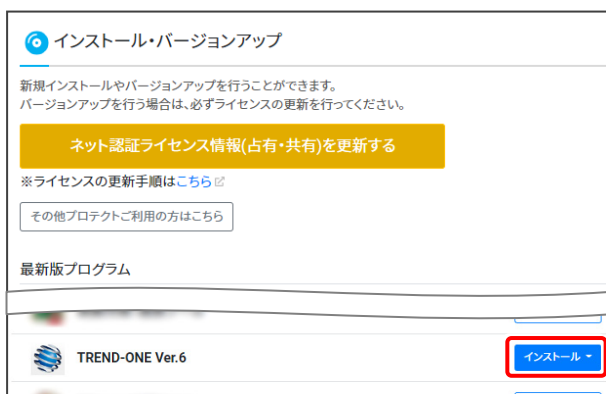 インストール・バージョンアップ
新規インストールやバージョンアップを行うことができます。
バージョンアップを行う場合は、必ずライセンスの更新を行ってください。
ネット認証ライセンス情報(占有・共有)を更新する
※ライセンスの更新手順はこちら
その他プロテクトご利用の方はこちら
最新版プログラム
TREND-ONE Ver.6
インストール